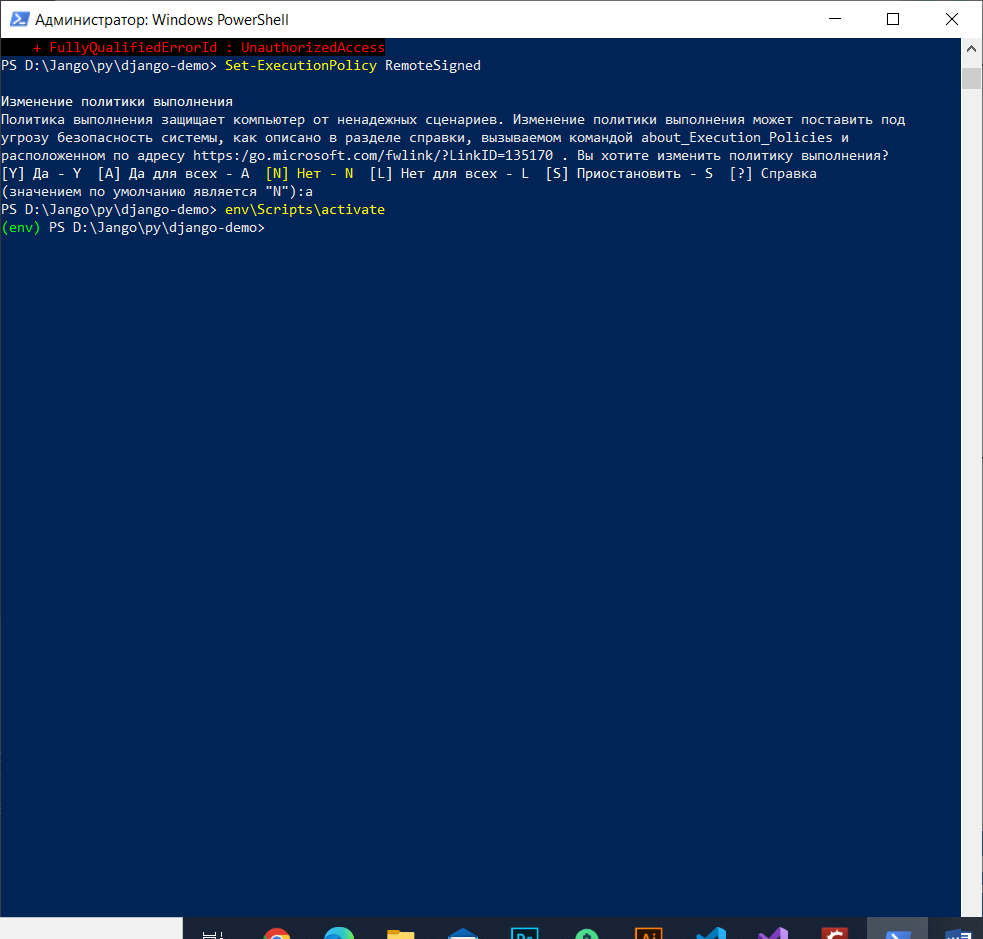 Администратор: Windows PowerShell
+ FullyQualifiedErrorId : UnauthorizedAccess
PS D:\Jango\py\django-demo> Set-ExecutionPolicy RemoteSigned
Изменение политики выполнения
Политика выполнения защищает компьютер от ненадежных сценариев. Изменение политики выполнения может поставить под
угрозу безопасность системы, как описано в разделе справки, вызываемом командой about_Execution_Policies и
расположенном по адресу https:/go.microsoft.com/fwlink/?LinkID=135170 . Вы хотите изменить политику выполнения?
[Y] Да - Y  [A] Да для всех - A  [N] Нет - N  [L] Нет для всех - L  [S] Приостановить - S  [?] Справка
(значением по умолчанию является "N"):a
PS D:\Jango\py\django-demo> env\Scripts\activate
(env) PS D:\Jango\py\django-demo>
Ps
Ai